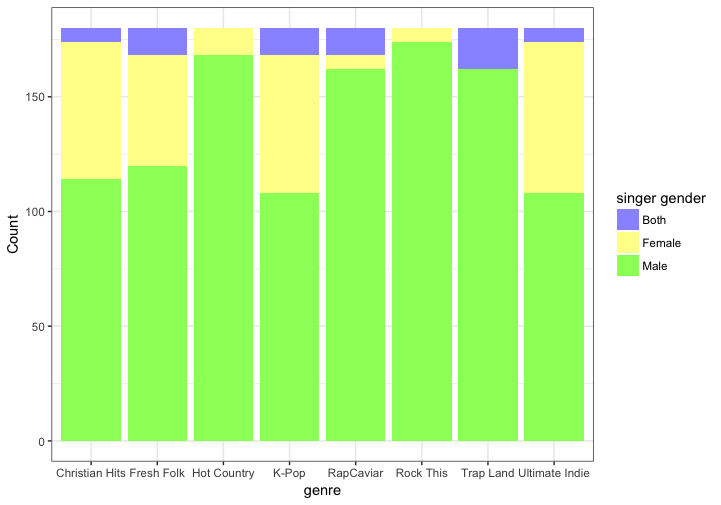 150
100
50
0
Count
Christian Hits Fresh Folk Hot Country K-Pop RapCaviar Rock This Trap Land Ultimate Indie
genre
singer gender
Both
Female
Male